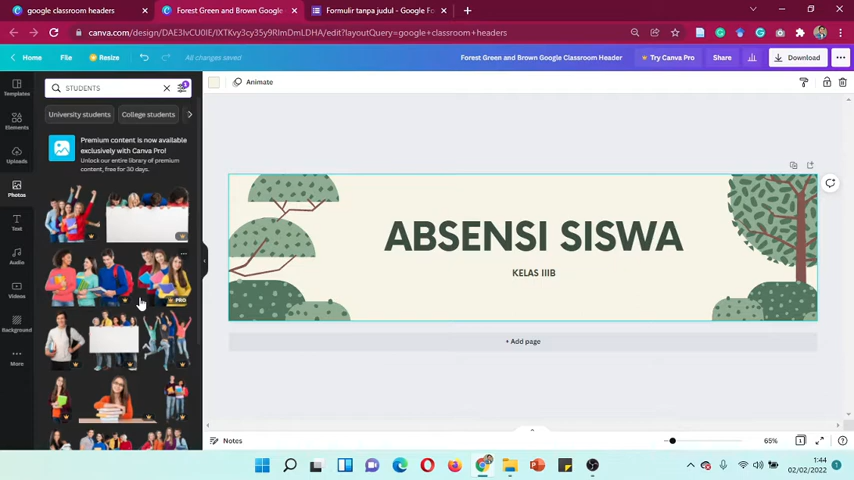 google classroom headers
Forest Green and Brown Google
Formulir tanpa judul - Google Fo
canva.com/design/DAE3IvCU0IE/IXTKvy3cy35y9RImDmLDHA/edit?layoutQuery=google+classroom+headers
Home
File
Resize
All changes saved
Forest Green and Brown Google Classroom Header
Try Canva Pro
Share
Download
Templates
Elements
Uploads
Photos
Text
Audio
Videos
Background
More
STUDENTS
University students
College students
Premium content is now available
exclusively with Canva Pro!
Unlock our entire library of premium
content, free for 30 days.
PRO
Animate
ABSENSI SISWA
KELAS IIIB
+ Add page
Notes
65%
1
1:44
02/02/2022